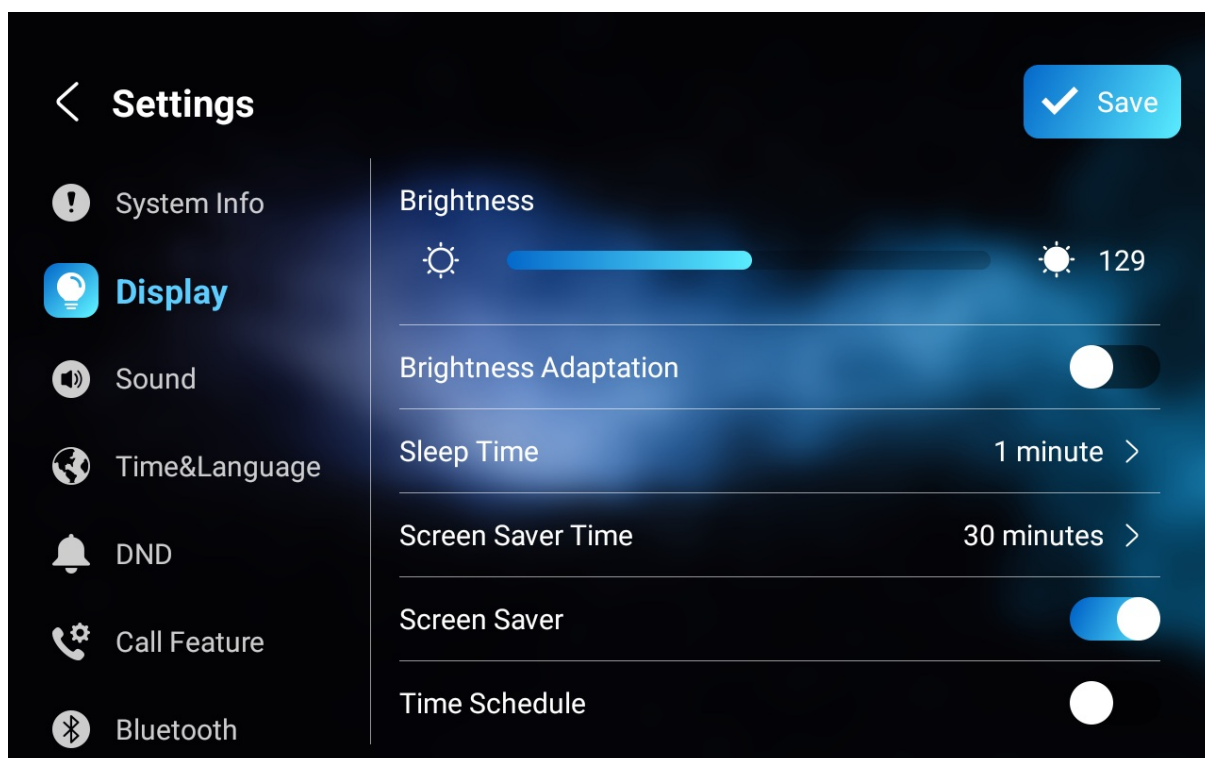 Settings
Save
System Info
Display
Sound
Time&Language
DND
Call Feature
Bluetooth
Brightness
129
Brightness Adaptation
Sleep Time 1 minute
Screen Saver Time 30 minutes
Screen Saver
Time Schedule